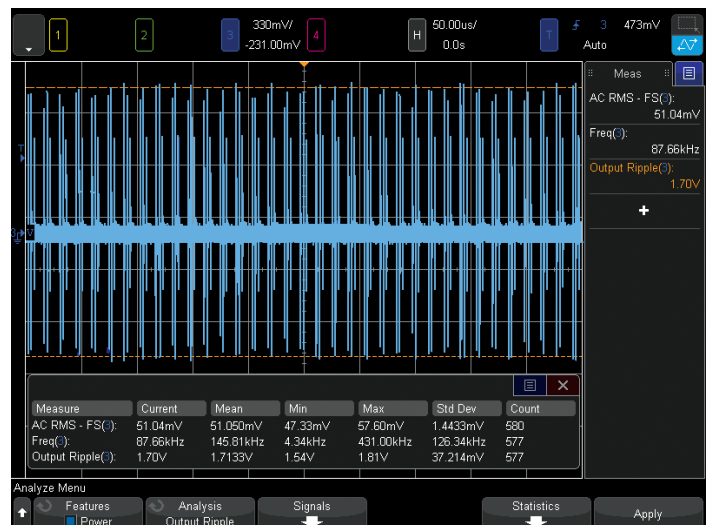 1 2 3 330mV/ -231.00mV 4 H 50.00us/ 0.0s T 3 473mV Auto
Meas
AC RMS - FS(3):
51.04mV
Freq(3):
87.66kHz
Output Ripple(3):
1.70V
+
T
3
V
Measure Current Mean Min Max Std Dev Count
AC RMS - FS(3): 51.04mV 51.050mV 47.33mV 57.60mV 1.4433mV 580
Freq(3): 87.66kHz 145.81kHz 4.34kHz 431.00kHz 126.34kHz 577
Output Ripple(3): 1.70V 1.7133V 1.54V 1.81V 37.214mV 577
Analyze Menu
Features Power
Analysis Output Ripple
Signals
Statistics
Apply